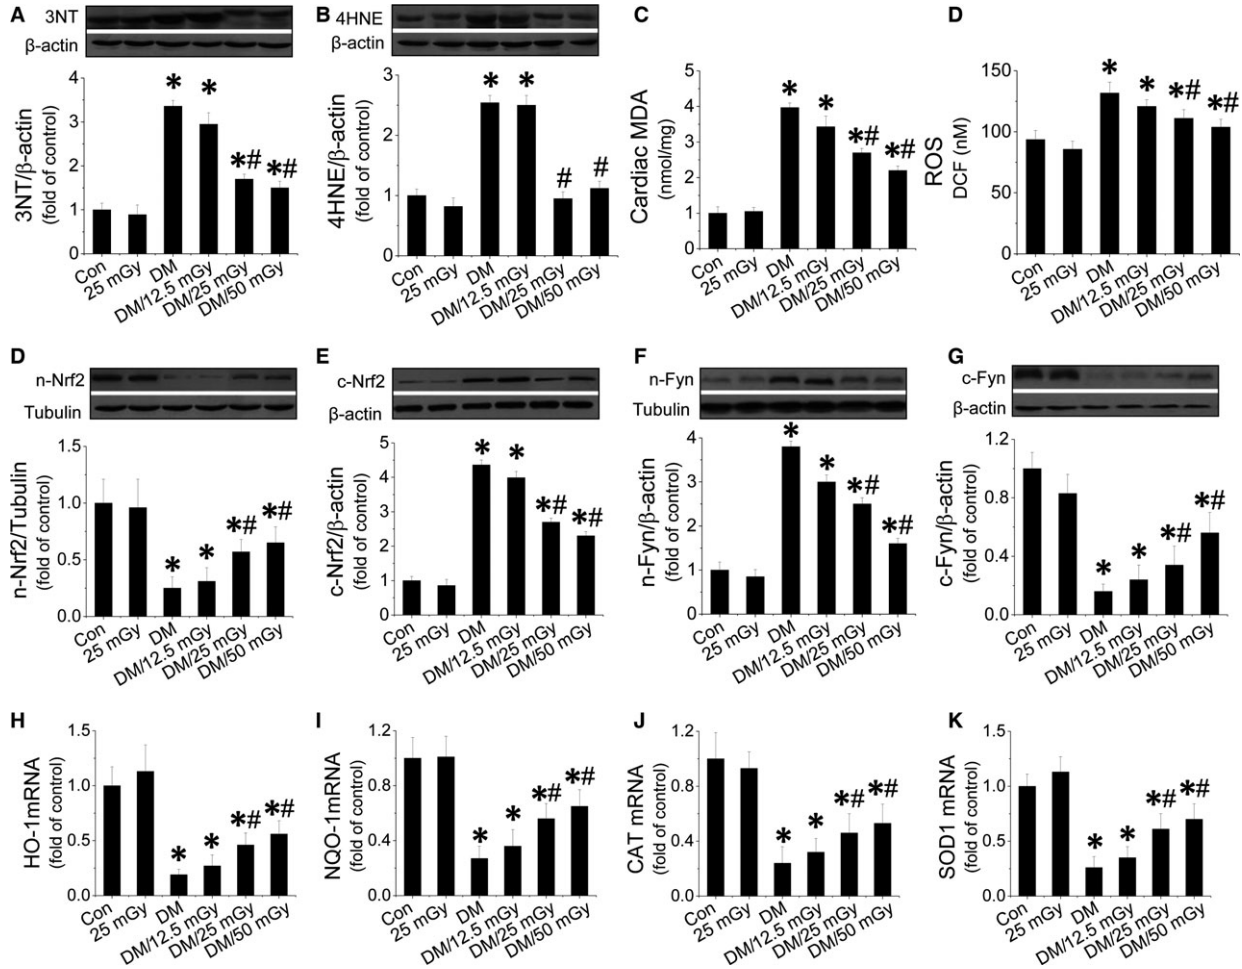 A
3NT
β-actin
3NT/β-actin
(fold of control)
4
3
2
1
0
*
*
*#
*#
Con
25 mGy
DM
DM/12.5 mGy
DM/25 mGy
DM/50 mGy
B
4HNE
β-actin
4HNE/β-actin
(fold of control)
3
2
1
0
*
*
#
#
Con
25 mGy
DM
DM/12.5 mGy
DM/25 mGy
DM/50 mGy
C
Cardiac MDA
(nmol/mg)
5
4
3
2
1
0
*
*
*#
*#
Con
25 mGy
DM
DM/12.5 mGy
DM/25 mGy
DM/50 mGy
D
ROS
DCF (nM)
150
100
50
0
*
*
*#
*#
Con
25 mGy
DM
DM/12.5 mGy
DM/25 mGy
DM/50 mGy
D
n-Nrf2
Tubulin
n-Nrf2/Tubulin
(fold of control)
1.5
1.0
0.5
0.0
*
*
*#
*#
Con
25 mGy
DM
DM/12.5 mGy
DM/25 mGy
DM/50 mGy
E
c-Nrf2
β-actin
c-Nrf2/β-actin
(fold of control)
5
4
3
2
1
0
*
*
*#
*#
Con
25 mGy
DM
DM/12.5 mGy
DM/25 mGy
DM/50 mGy
F
n-Fyn
Tubulin
n-Fyn/β-actin
(fold of control)
4
3
2
1
0
*
*
*#
*#
Con
25 mGy
DM
DM/12.5 mGy
DM/25 mGy
DM/50 mGy
G
c-Fyn
β-actin
c-Fyn/β-actin
(fold of control)
1.2
0.8
0.4
0.0
*
*
*#
*#
Con
25 mGy
DM
DM/12.5 mGy
DM/25 mGy
DM/50 mGy
H
HO-1mRNA
(fold of control)
1.5
1.0
0.5
0.0
*
*
*#
*#
Con
25 mGy
DM
DM/12.5 mGy
DM/25 mGy
DM/50 mGy
I
NQO-1mRNA
(fold of control)
1.2
0.8
0.4
0.0
*
*
*#
*#
Con
25 mGy
DM
DM/12.5 mGy
DM/25 mGy
DM/50 mGy
J
CAT mRNA
(fold of control)
1.2
0.8
0.4
0.0
*
*
*#
*#
Con
25 mGy
DM
DM/12.5 mGy
DM/25 mGy
DM/50 mGy
K
SOD1 mRNA
(fold of control)
1.5
1.0
0.5
0.0
*
*
*#
*#
Con
25 mGy
DM
DM/12.5 mGy
DM/25 mGy
DM/50 mGy